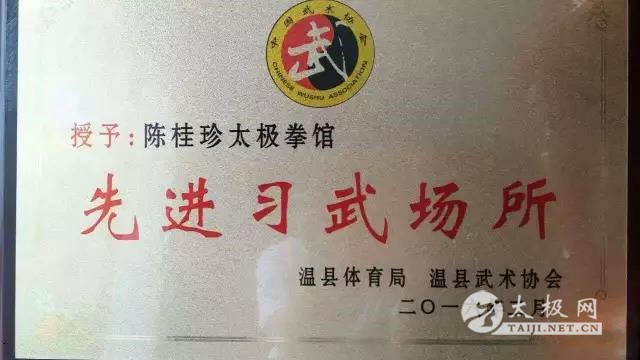 中国武术协会
武
CHINESE WUSHU ASSOCIATION
授予：陈桂珍太极拳馆
先进习武场所
温县体育局 温县武术协会
二〇一 月
太极网
TAIJI.NET.CN